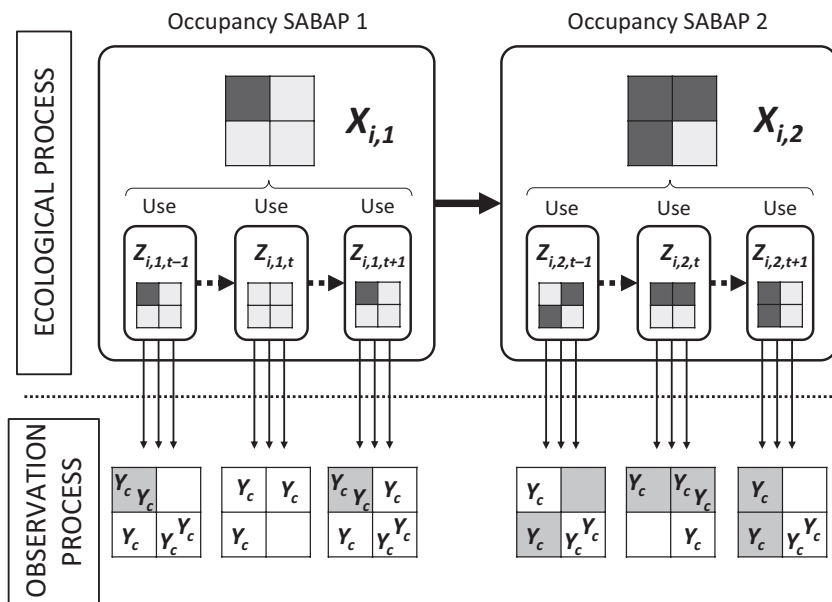 Occupancy SABAP 1
Occupancy SABAP 2
ECOLOGICAL PROCESS
X_{i,1}
X_{i,2}
Use Use Use
Use Use Use
Z_{i,1,t–1} Z_{i,1,t} Z_{i,1,t+1}
Z_{i,2,t–1} Z_{i,2,t} Z_{i,2,t+1}
OBSERVATION
PROCESS
Y_c Y_c
Y_c Y_c Y_c
Y_c Y_c
Y_c
Y_c Y_c Y_c
Y_c Y_c Y_c
Y_c
Y_c Y_c Y_c
Y_c Y_c Y_c
Y_c
Y_c
Y_c Y_c Y_c